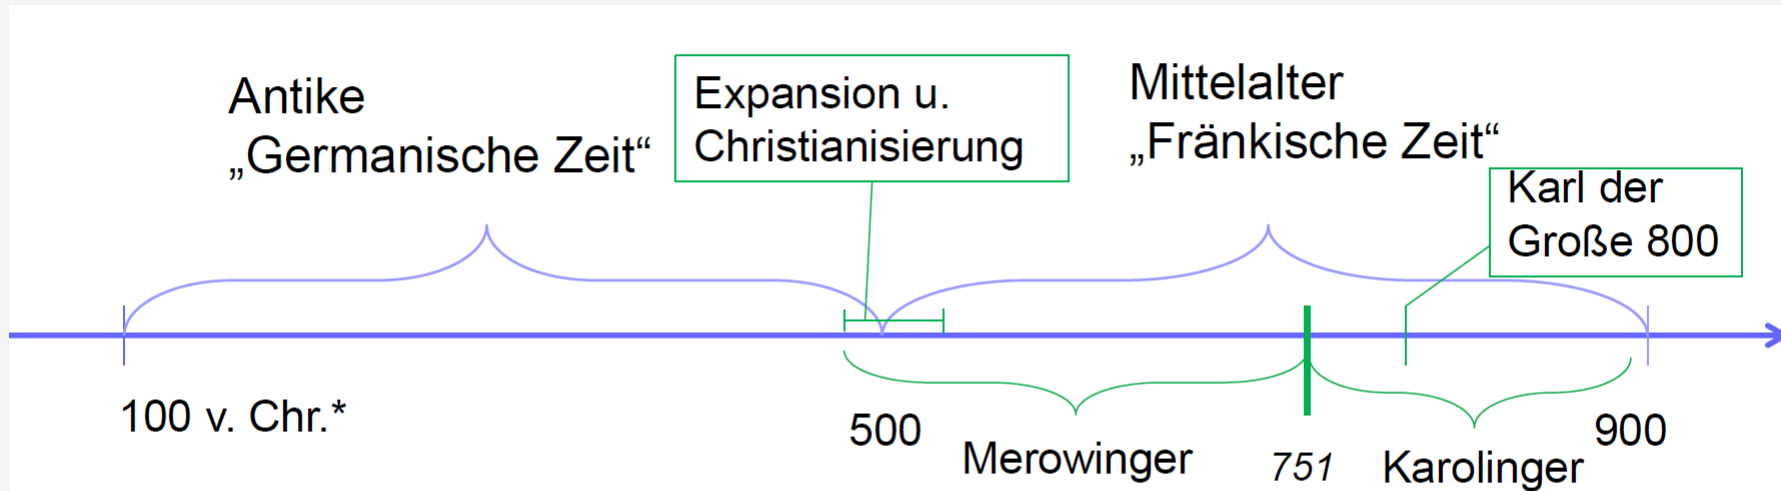 Antike
„Germanische Zeit“
Expansion u.
Christianisierung
Mittelalter
„Fränkische Zeit“
Karl der
Große 800
100 v. Chr.*
500
Merowinger
751
Karolinger
900